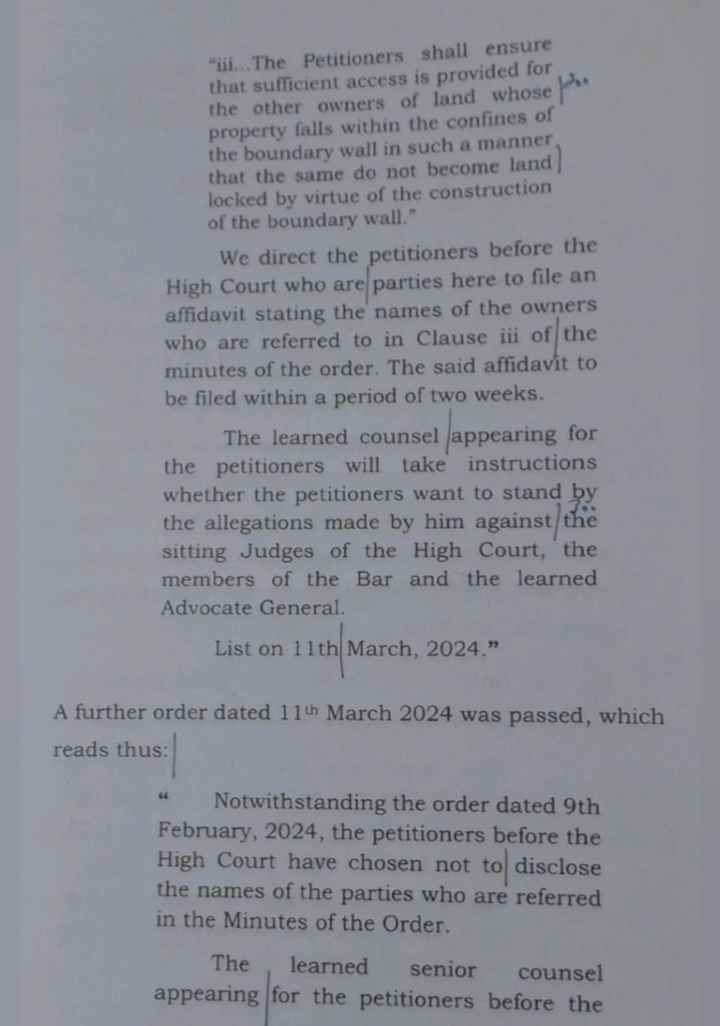 “iii...The Petitioners shall ensure
that sufficient access is provided for
the other owners of land whose
property falls within the confines of
the boundary wall in such a manner
that the same do not become land
locked by virtue of the construction
of the boundary wall.”
We direct the petitioners before the
High Court who are parties here to file an
affidavit stating the names of the owners
who are referred to in Clause iii of the
minutes of the order. The said affidavit to
be filed within a period of two weeks.
The learned counsel appearing for
the petitioners will take instructions
whether the petitioners want to stand by
the allegations made by him against the
sitting Judges of the High Court, the
members of the Bar and the learned
Advocate General.
List on 11th March, 2024.”
A further order dated 11th March 2024 was passed, which
reads thus:
“ Notwithstanding the order dated 9th
February, 2024, the petitioners before the
High Court have chosen not to disclose
the names of the parties who are referred
in the Minutes of the Order.
The learned senior counsel
appearing for the petitioners before the